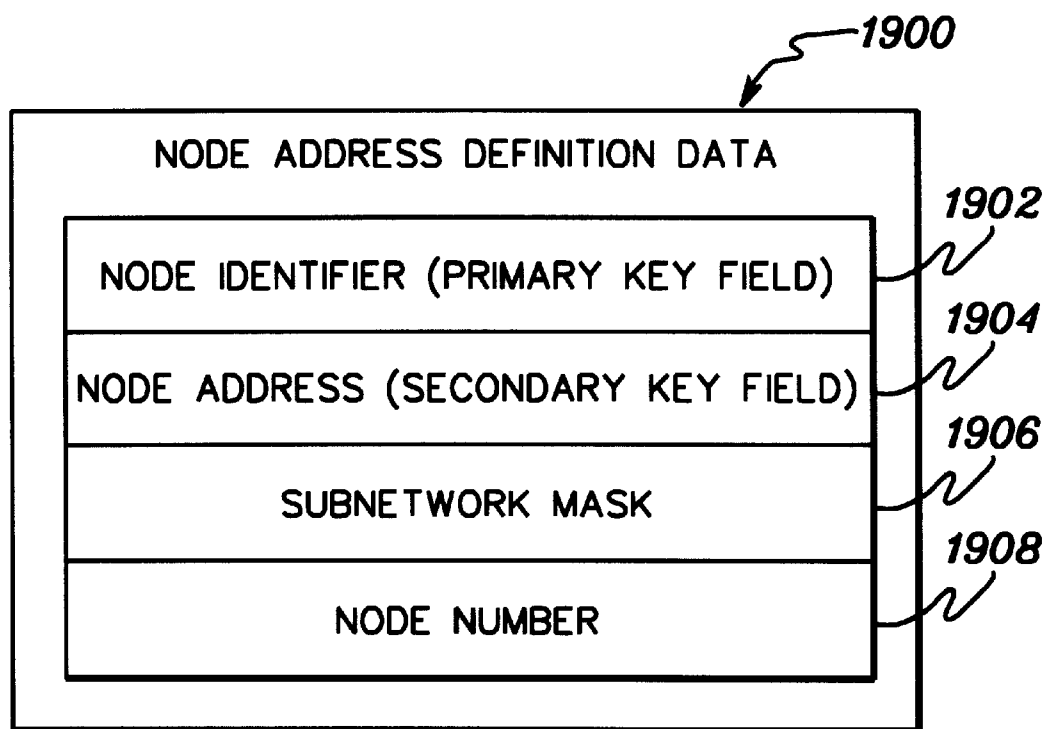 1900
NODE ADDRESS DEFINITION DATA
1902
NODE IDENTIFIER (PRIMARY KEY FIELD)
1904
NODE ADDRESS (SECONDARY KEY FIELD)
1906
SUBNETWORK MASK
1908
NODE NUMBER